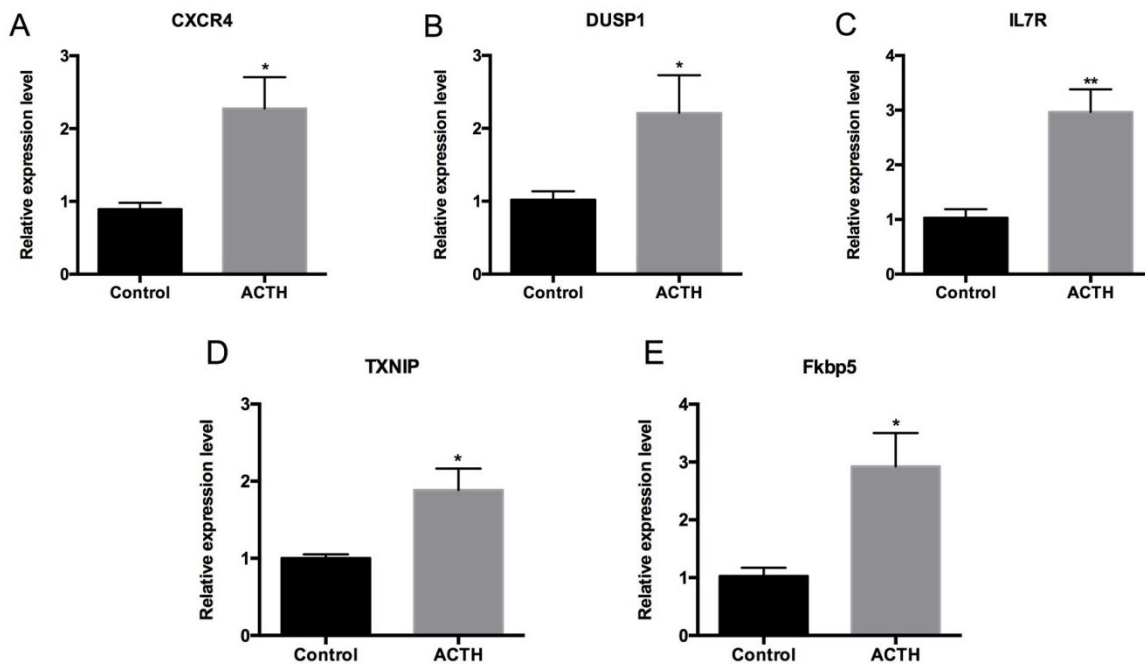 A
CXCR4
Relative expression level
3
2
1
0
*
Control ACTH
B
DUSP1
Relative expression level
3
2
1
0
*
Control ACTH
C
IL7R
Relative expression level
4
3
2
1
0
**
Control ACTH
D
TXNIP
Relative expression level
3
2
1
0
*
Control ACTH
E
Fkbp5
Relative expression level
4
3
2
1
0
*
Control ACTH